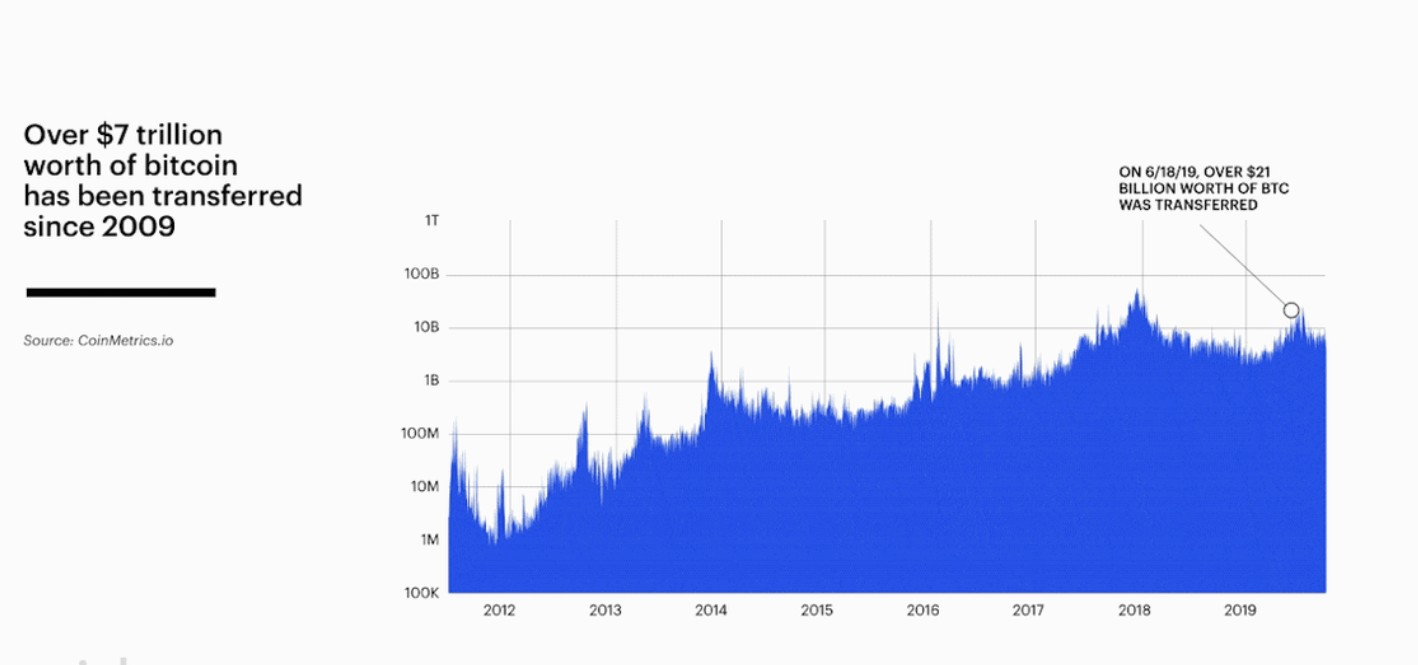 Over $7 trillion
worth of bitcoin
has been transferred
since 2009
Source: CoinMetrics.io
ON 6/18/19, OVER $21
BILLION WORTH OF BTC
WAS TRANSFERRED
1T
100B
10B
1B
100M
10M
1M
100K
2012 2013 2014 2015 2016 2017 2018 2019